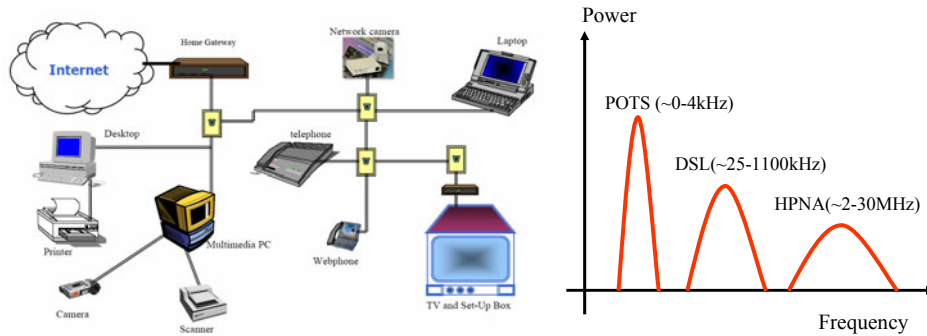 Network camera
Laptop
Home Gateway
Internet
Desktop
telephone
Printer
Multimedia PC
Webphone
Camera
Scanner
TV and Set-Up Box
Power
POTS (~0-4kHz)
DSL(~25-1100kHz)
HPNA(~2-30MHz)
Frequency